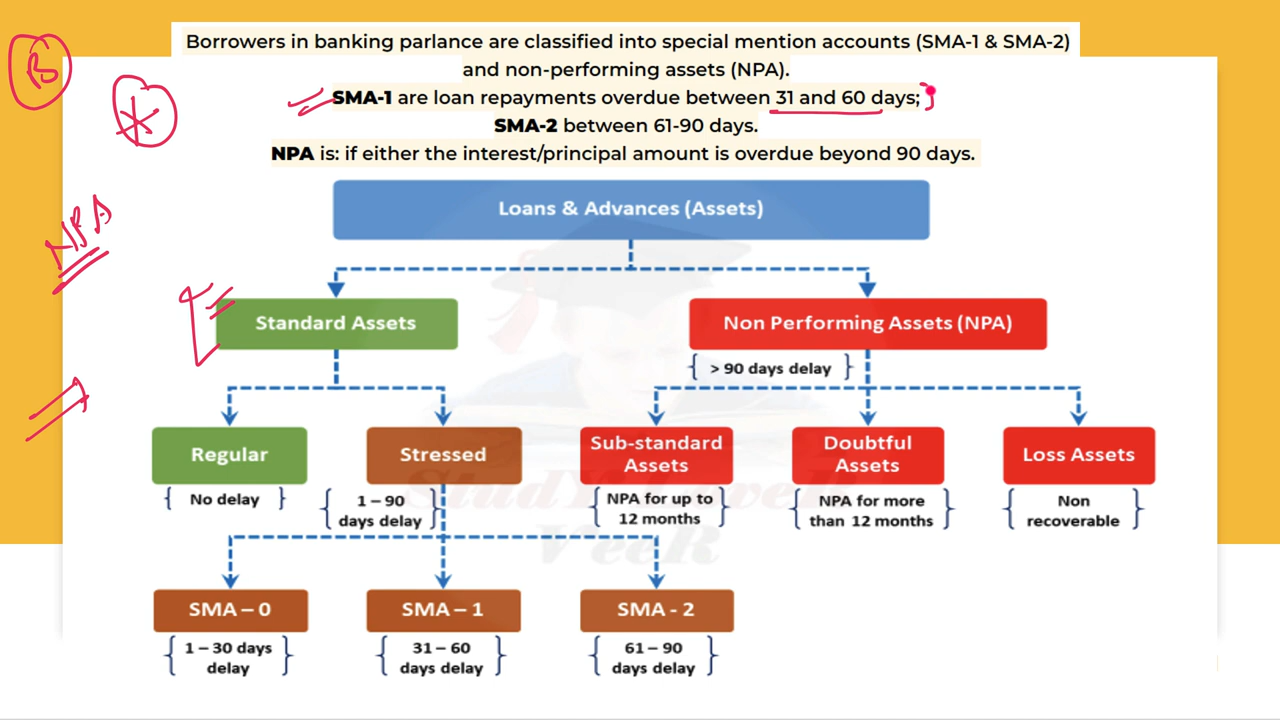 Borrowers in banking parlance are classified into special mention accounts (SMA-1 & SMA-2)
and non-performing assets (NPA).
SMA-1 are loan repayments overdue between 31 and 60 days;
SMA-2 between 61-90 days.
NPA is: if either the interest/principal amount is overdue beyond 90 days.
B
NPA
Loans & Advances (Assets)
Standard Assets
Non Performing Assets (NPA)
> 90 days delay
Regular
Stressed
Sub-standard
Assets
Doubtful
Assets
Loss Assets
No delay
1 – 90
days delay
NPA for up to
12 months
NPA for more
than 12 months
Non
recoverable
StudY LoveR
VeeR
SMA – 0
SMA – 1
SMA - 2
1 – 30 days
delay
31 – 60
days delay
61 – 90
days delay